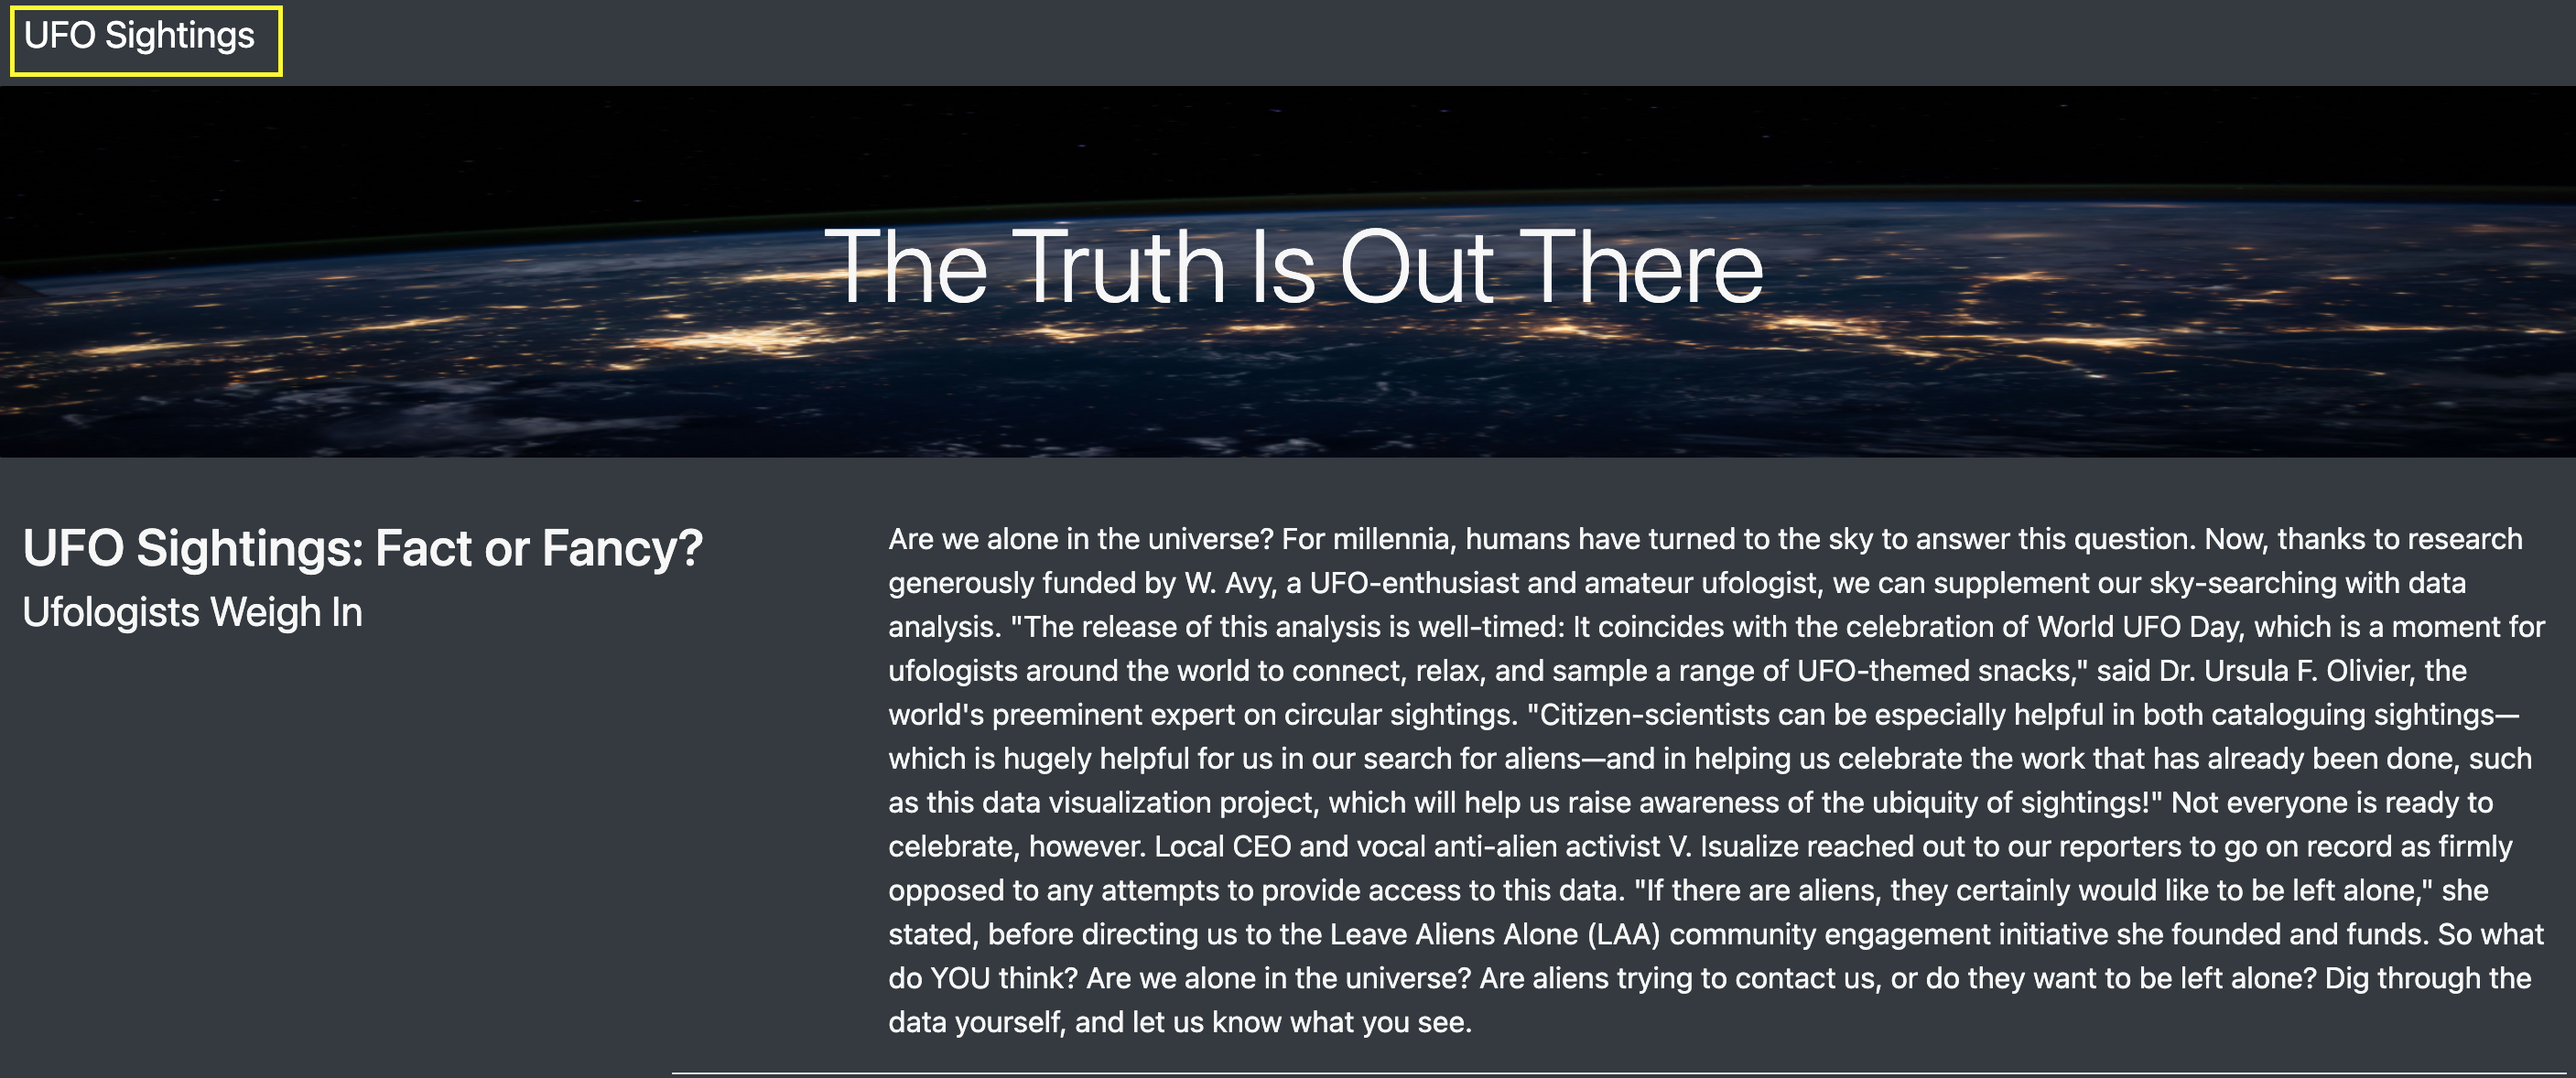 UFO Sightings
The Truth Is Out There
UFO Sightings: Fact or Fancy?
Ufologists Weigh In
Are we alone in the universe? For millennia, humans have turned to the sky to answer this question. Now, thanks to research
generously funded by W. Avy, a UFO-enthusiast and amateur ufologist, we can supplement our sky-searching with data
analysis. "The release of this analysis is well-timed: It coincides with the celebration of World UFO Day, which is a moment for
ufologists around the world to connect, relax, and sample a range of UFO-themed snacks," said Dr. Ursula F. Olivier, the
world's preeminent expert on circular sightings. "Citizen-scientists can be especially helpful in both cataloguing sightings—
which is hugely helpful for us in our search for aliens—and in helping us celebrate the work that has already been done, such
as this data visualization project, which will help us raise awareness of the ubiquity of sightings!" Not everyone is ready to
celebrate, however. Local CEO and vocal anti-alien activist V. Isualize reached out to our reporters to go on record as firmly
opposed to any attempts to provide access to this data. "If there are aliens, they certainly would like to be left alone," she
stated, before directing us to the Leave Aliens Alone (LAA) community engagement initiative she founded and funds. So what
do YOU think? Are we alone in the universe? Are aliens trying to contact us, or do they want to be left alone? Dig through the
data yourself, and let us know what you see.